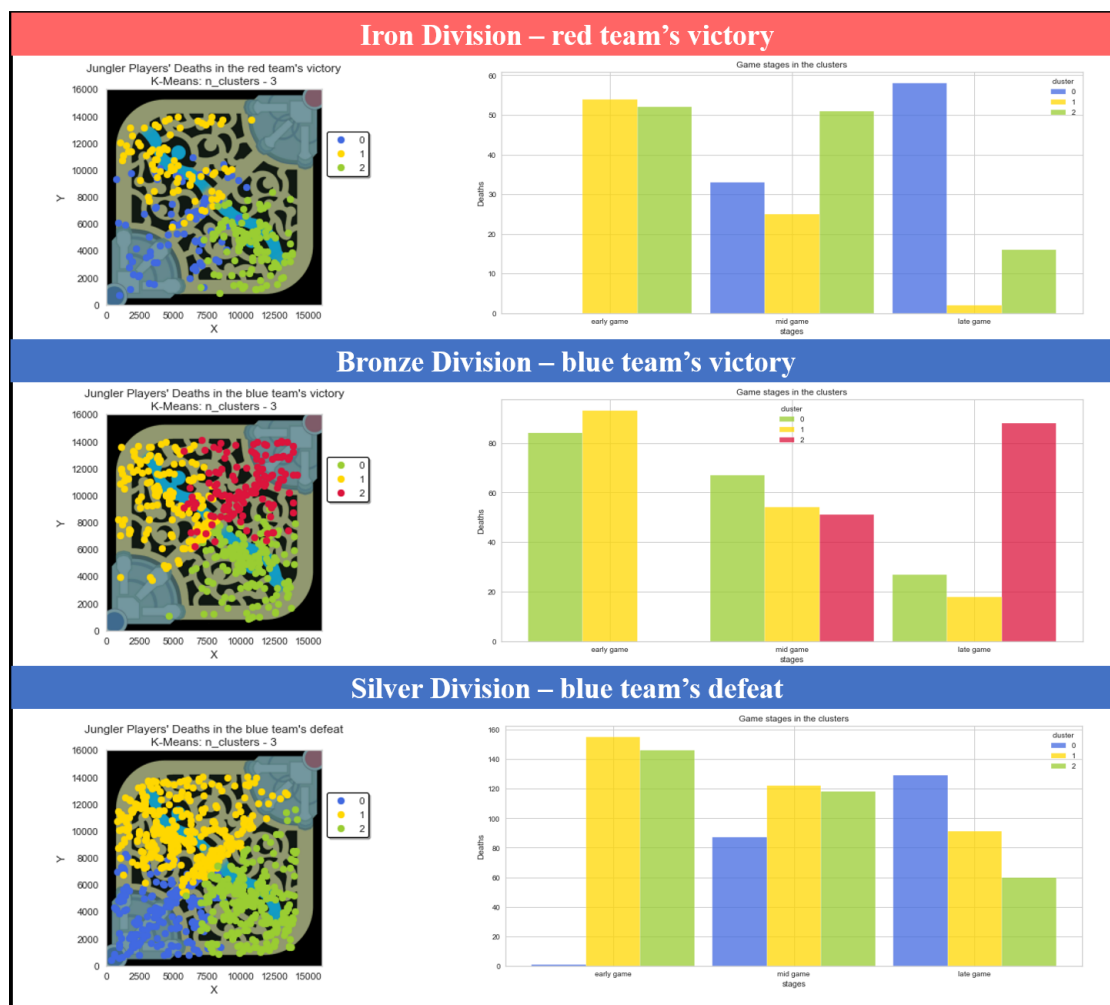 Iron Division – red team's victory
Jungler Players' Deaths in the red team's victory
K-Means: n_clusters - 3
16000
14000
12000
10000
8000
6000
4000
2000
0
Y
0 2500 5000 7500 10000 12500 15000
X
0
1
2
Game stages in the clusters
60
50
40
30
20
10
0
Deaths
cluster
0
1
2
early game mid game late game
stages
Bronze Division – blue team's victory
Jungler Players' Deaths in the blue team's victory
K-Means: n_clusters - 3
16000
14000
12000
10000
8000
6000
4000
2000
0
Y
0 2500 5000 7500 10000 12500 15000
X
0
1
2
Game stages in the clusters
80
60
40
20
0
Deaths
cluster
0
1
2
early game mid game late game
stages
Silver Division – blue team's defeat
Jungler Players' Deaths in the blue team's defeat
K-Means: n_clusters - 3
16000
14000
12000
10000
8000
6000
4000
2000
0
Y
0 2500 5000 7500 10000 12500 15000
X
0
1
2
Game stages in the clusters
160
140
120
100
80
60
40
20
0
Deaths
cluster
0
1
2
early game mid game late game
stages